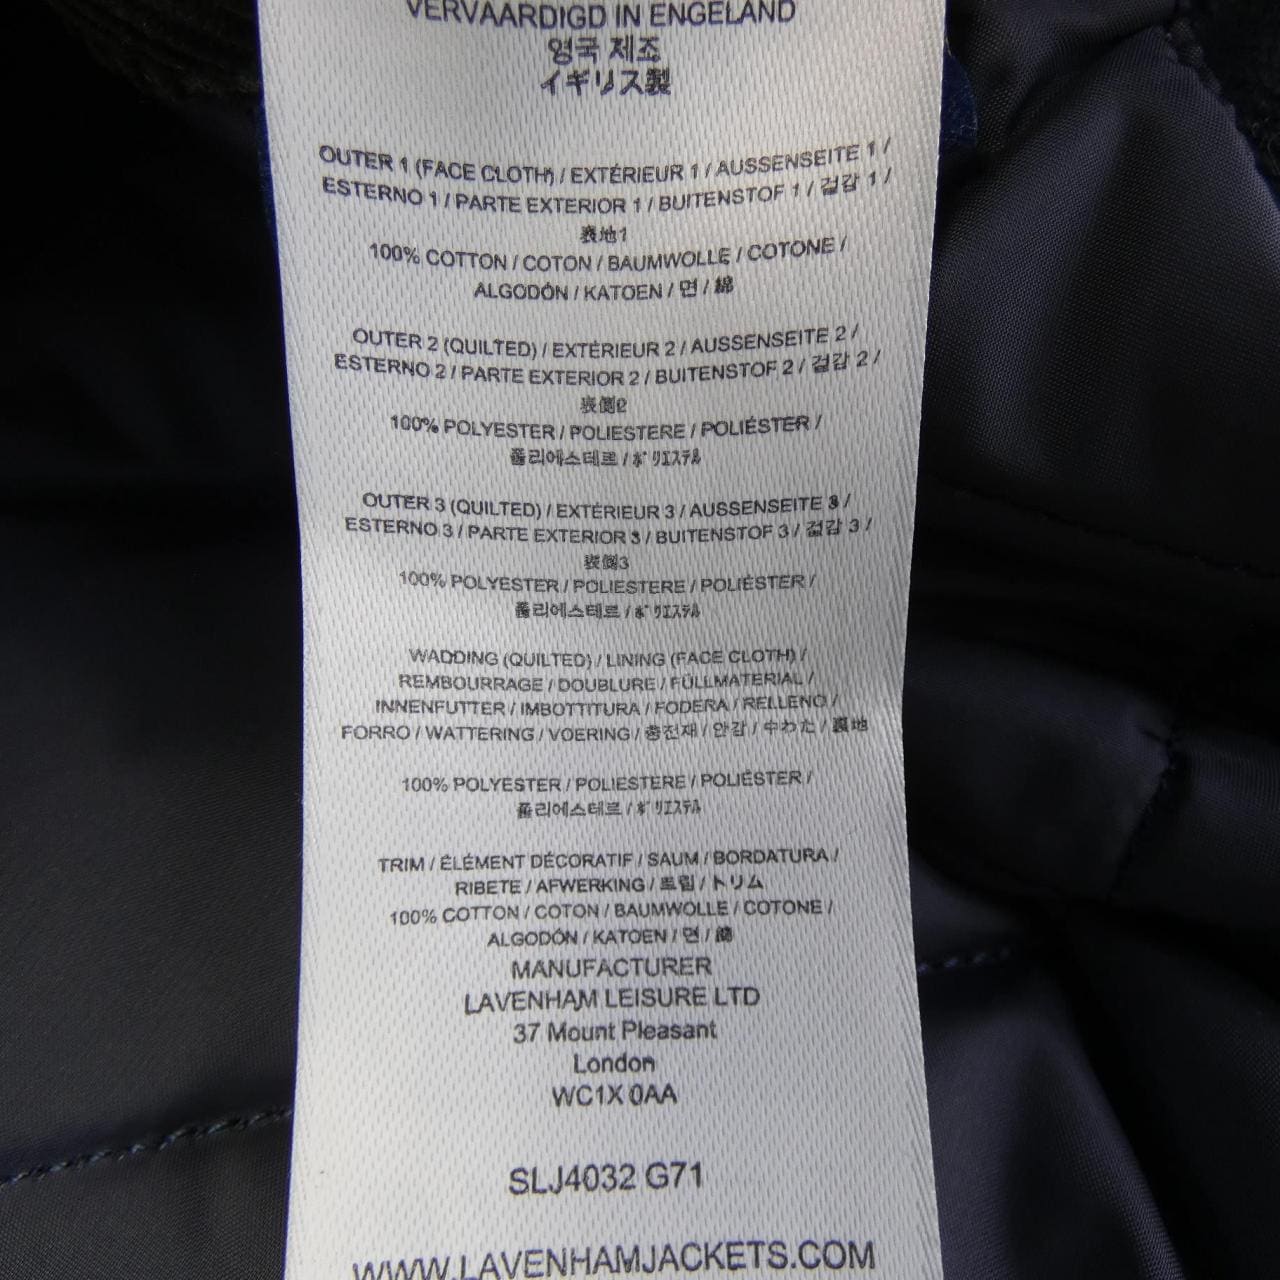 VERVAARDIGD IN ENGELAND
영국 제조
イギリス製
OUTER 1 (FACE CLOTH) / EXTÉRIEUR 1 / AUSSENSEITE 1 /
ESTERNO 1 / PARTE EXTERIOR 1 / BUITENSTOF 1 / 겉감 1 /
表地1
100% COTTON / COTON / BAUMWOLLE / COTONE /
ALGODÓN / KATOEN / 면 / 綿
OUTER 2 (QUILTED) / EXTÉRIEUR 2 / AUSSENSEITE 2 /
ESTERNO 2 / PARTE EXTERIOR 2 / BUITENSTOF 2 / 겉감 2 /
表側2
100% POLYESTER / POLIESTERE / POLIÉSTER /
폴리에스테르 / ﾎﾟﾘｴｽﾃﾙ
OUTER 3 (QUILTED) / EXTÉRIEUR 3 / AUSSENSEITE 3 /
ESTERNO 3 / PARTE EXTERIOR 3 / BUITENSTOF 3 / 겉감 3 /
表側3
100% POLYESTER / POLIESTERE / POLIÉSTER /
폴리에스테르 / ﾎﾟﾘｴｽﾃﾙ
WADDING (QUILTED) / LINING (FACE CLOTH) /
REMBOURRAGE / DOUBLURE / FÜLLMATERIAL /
INNENFUTTER / IMBOTTITURA / FODERA / RELLENO /
FORRO / WATTERING / VOERING / 충전재 / 안감 / 中わた / 裏地
100% POLYESTER / POLIESTERE / POLIÉSTER /
폴리에스테르 / ﾎﾟﾘｴｽﾃﾙ
TRIM / ÉLÉMENT DÉCORATIF / SAUM / BORDATURA /
RIBETE / AFWERKING / 트림 / トリム
100% COTTON / COTON / BAUMWOLLE / COTONE /
ALGODÓN / KATOEN / 면 / 綿
MANUFACTURER
LAVENHAM LEISURE LTD
37 Mount Pleasant
London
WC1X 0AA
SLJ4032 G71
WWW.LAVENHAMJACKETS.COM